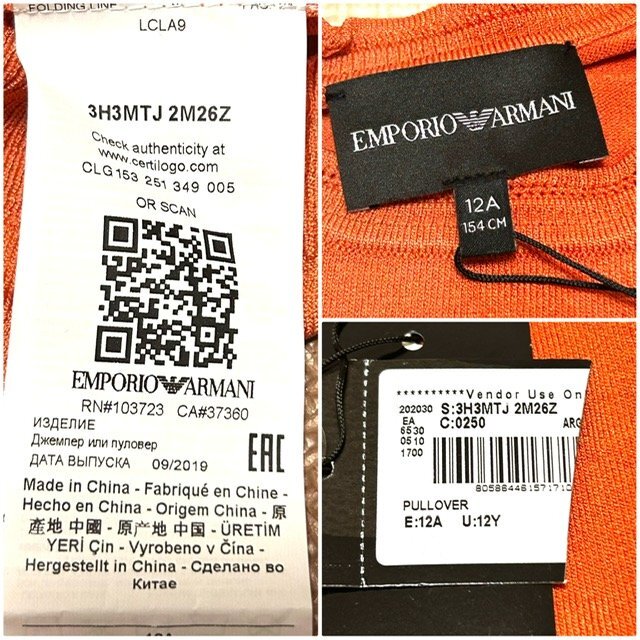 FOLDING LINE
LCLA9
3H3MTJ 2M26Z
Check authenticity at
www.certilogo.com
CLG 153 251 349 005
OR SCAN
EMPORIO ARMANI
RN#103723 CA#37360
ИЗДЕЛИЕ
Джемпер или пуловер
ДАТА ВЫПУСКА 09/2019
EAC
Made in China - Fabriqué en Chine -
Hecho en China - Origem China - 原
產地 中國 - 原产地 中国 - ÜRETİM
YERİ Çin - Vyrobeno v Čína -
Hergestellt in China - Сделано во
Китае
EMPORIO ARMANI
12A
154 CM
**********Vendor Use On
202030 S:3H3MTJ 2M26Z
EA C:0250 ARG
6530
0510
1700
8058644615717
PULLOVER
E:12A U:12Y